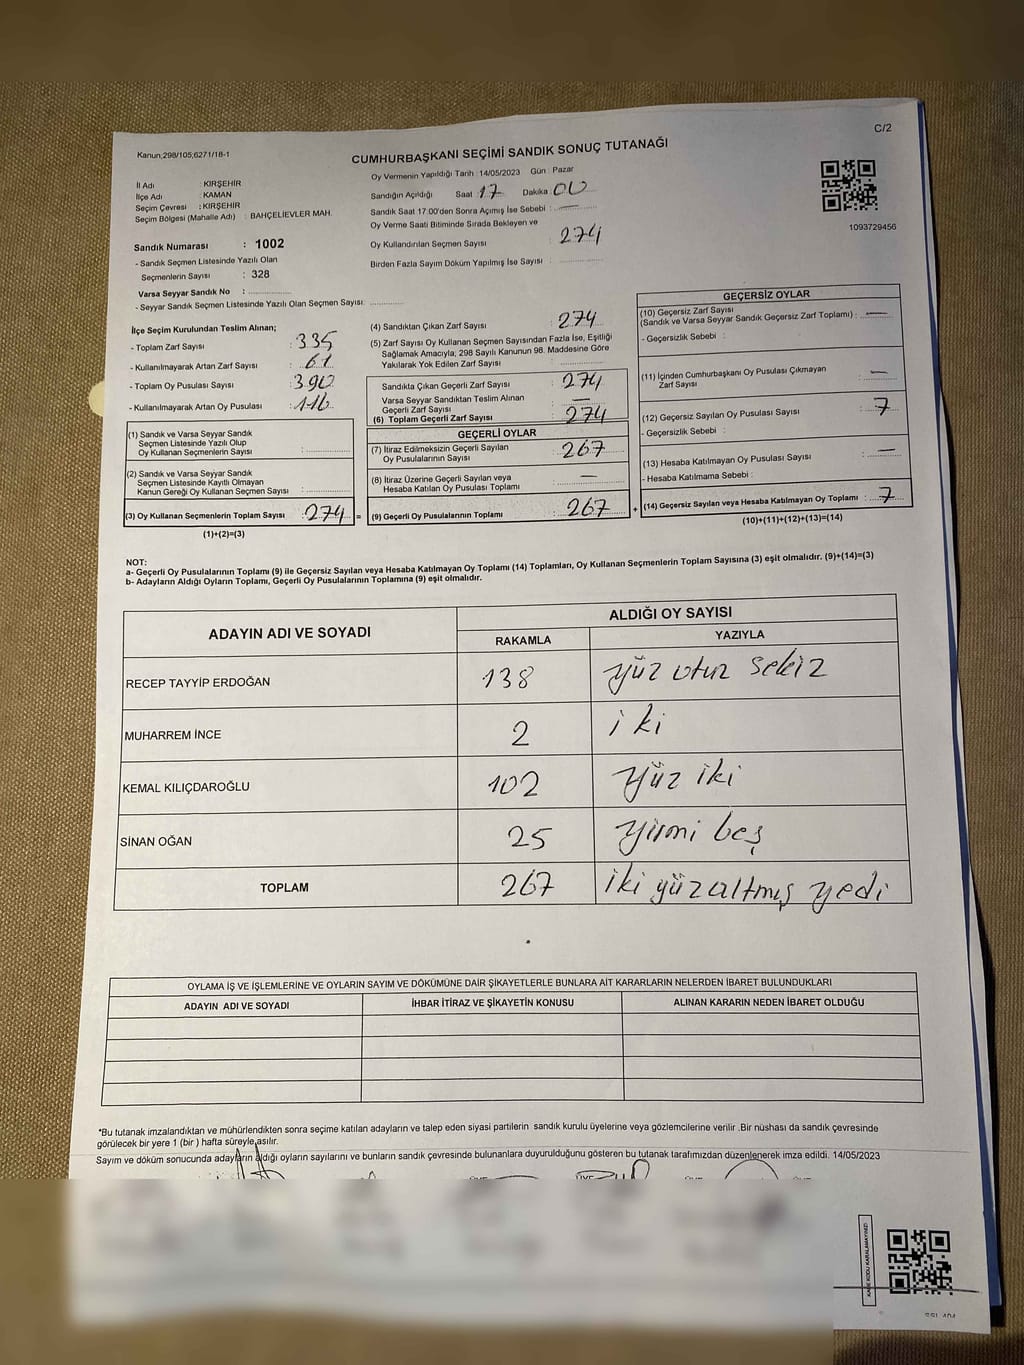 C/2
Kanun;298/105;6271/18-1
CUMHURBAŞKANI SEÇİMİ SANDIK SONUÇ TUTANAĞI
İl Adı : KIRŞEHİR
İlçe Adı : KAMAN
Seçim Çevresi : KIRŞEHİR
Seçim Bölgesi (Mahalle Adı) : BAHÇELİEVLER MAH.
Sandık Numarası : 1002
- Sandık Seçmen Listesinde Yazılı Olan
Seçmenlerin Sayısı : 328
Varsa Seyyar Sandık No :
- Seyyar Sandık Seçmen Listesinde Yazılı Olan Seçmen Sayısı:
Oy Vermenin Yapıldığı Tarih :14/05/2023 Gün : Pazar
Sandığın Açıldığı Saat 17 Dakika 00
Sandık Saat 17.00'den Sonra Açımış İse Sebebi : —
Oy Verme Saati Bitiminde Sırada Bekleyen ve
Oy Kullandırılan Seçmen Sayısı : 274
Birden Fazla Sayım Döküm Yapılmış İse Sayısı :
1093729456
İlçe Seçim Kurulundan Teslim Alınan;
- Toplam Zarf Sayısı : 335
- Kullanılmayarak Artan Zarf Sayısı : 61
- Toplam Oy Pusulası Sayısı : 390
- Kullanılmayarak Artan Oy Pusulası : 116
(1) Sandık ve Varsa Seyyar Sandık
Seçmen Listesinde Yazılı Olup
Oy Kullanan Seçmenlerin Sayısı :
(2) Sandık ve Varsa Seyyar Sandık
Seçmen Listesinde Kayıtlı Olmayan
Kanun Gereği Oy Kullanan Seçmen Sayısı :
(3) Oy Kullanan Seçmenlerin Toplam Sayısı : 274 =
(1)+(2)=(3)
(4) Sandıktan Çıkan Zarf Sayısı : 274
(5) Zarf Sayısı Oy Kullanan Seçmen Sayısından Fazla İse, Eşitliği
Sağlamak Amacıyla; 298 Sayılı Kanunun 98. Maddesine Göre
Yakılarak Yok Edilen Zarf Sayısı :
Sandıkta Çıkan Geçerli Zarf Sayısı : 274
Varsa Seyyar Sandıktan Teslim Alınan
Geçerli Zarf Sayısı : —
(6) Toplam Geçerli Zarf Sayısı : 274
GEÇERLİ OYLAR
(7) İtiraz Edilmeksizin Geçerli Sayılan
Oy Pusulalarının Sayısı : 267
(8) İtiraz Üzerine Geçerli Sayılan veya
Hesaba Katılan Oy Pusulası Toplamı : —
(9) Geçerli Oy Pusulalarının Toplamı : 267 +
GEÇERSİZ OYLAR
(10) Geçersiz Zarf Sayısı
(Sandık ve Varsa Seyyar Sandık Geçersiz Zarf Toplamı) : —
- Geçersizlik Sebebi :
(11) İçinden Cumhurbaşkanı Oy Pusulası Çıkmayan
Zarf Sayısı : —
(12) Geçersiz Sayılan Oy Pusulası Sayısı : 7
- Geçersizlik Sebebi :
(13) Hesaba Katılmayan Oy Pusulası Sayısı : —
- Hesaba Katılmama Sebebi :
(14) Geçersiz Sayılan veya Hesaba Katılmayan Oy Toplamı : 7
(10)+(11)+(12)+(13)=(14)
NOT:
a- Geçerli Oy Pusulalarının Toplamı (9) ile Geçersiz Sayılan veya Hesaba Katılmayan Oy Toplamı (14) Toplamları, Oy Kullanan Seçmenlerin Toplam Sayısına (3) eşit olmalıdır. (9)+(14)=(3)
b- Adayların Aldığı Oyların Toplamı, Geçerli Oy Pusulalarının Toplamına (9) eşit olmalıdır.
ADAYIN ADI VE SOYADI ALDIĞI OY SAYISI
RAKAMLA YAZIYLA
RECEP TAYYİP ERDOĞAN 138 yüz otuz sekiz
MUHARREM İNCE 2 iki
KEMAL KILIÇDAROĞLU 102 yüz iki
SİNAN OĞAN 25 yirmi beş
TOPLAM 267 iki yüzaltmış yedi
OYLAMA İŞ VE İŞLEMLERİNE VE OYLARIN SAYIM VE DÖKÜMÜNE DAİR ŞİKAYETLERLE BUNLARA AİT KARARLARIN NELERDEN İBARET BULUNDUKLARI
ADAYIN ADI VE SOYADI İHBAR İTİRAZ VE ŞİKAYETİN KONUSU ALINAN KARARIN NEDEN İBARET OLDUĞU
*Bu tutanak imzalandıktan ve mühürlendikten sonra seçime katılan adayların ve talep eden siyasi partilerin sandık kurulu üyelerine veya gözlemcilerine verilir .Bir nüshası da sandık çevresinde
görülecek bir yere 1 (bir ) hafta süreyle asılır.
Sayım ve döküm sonucunda adayların aldığı oyların sayılarını ve bunların sandık çevresinde bulunanlara duyurulduğunu gösteren bu tutanak tarafımızdan düzenlenerek imza edildi. 14/05/2023
KARE KODU KARALAMAYINIZ!